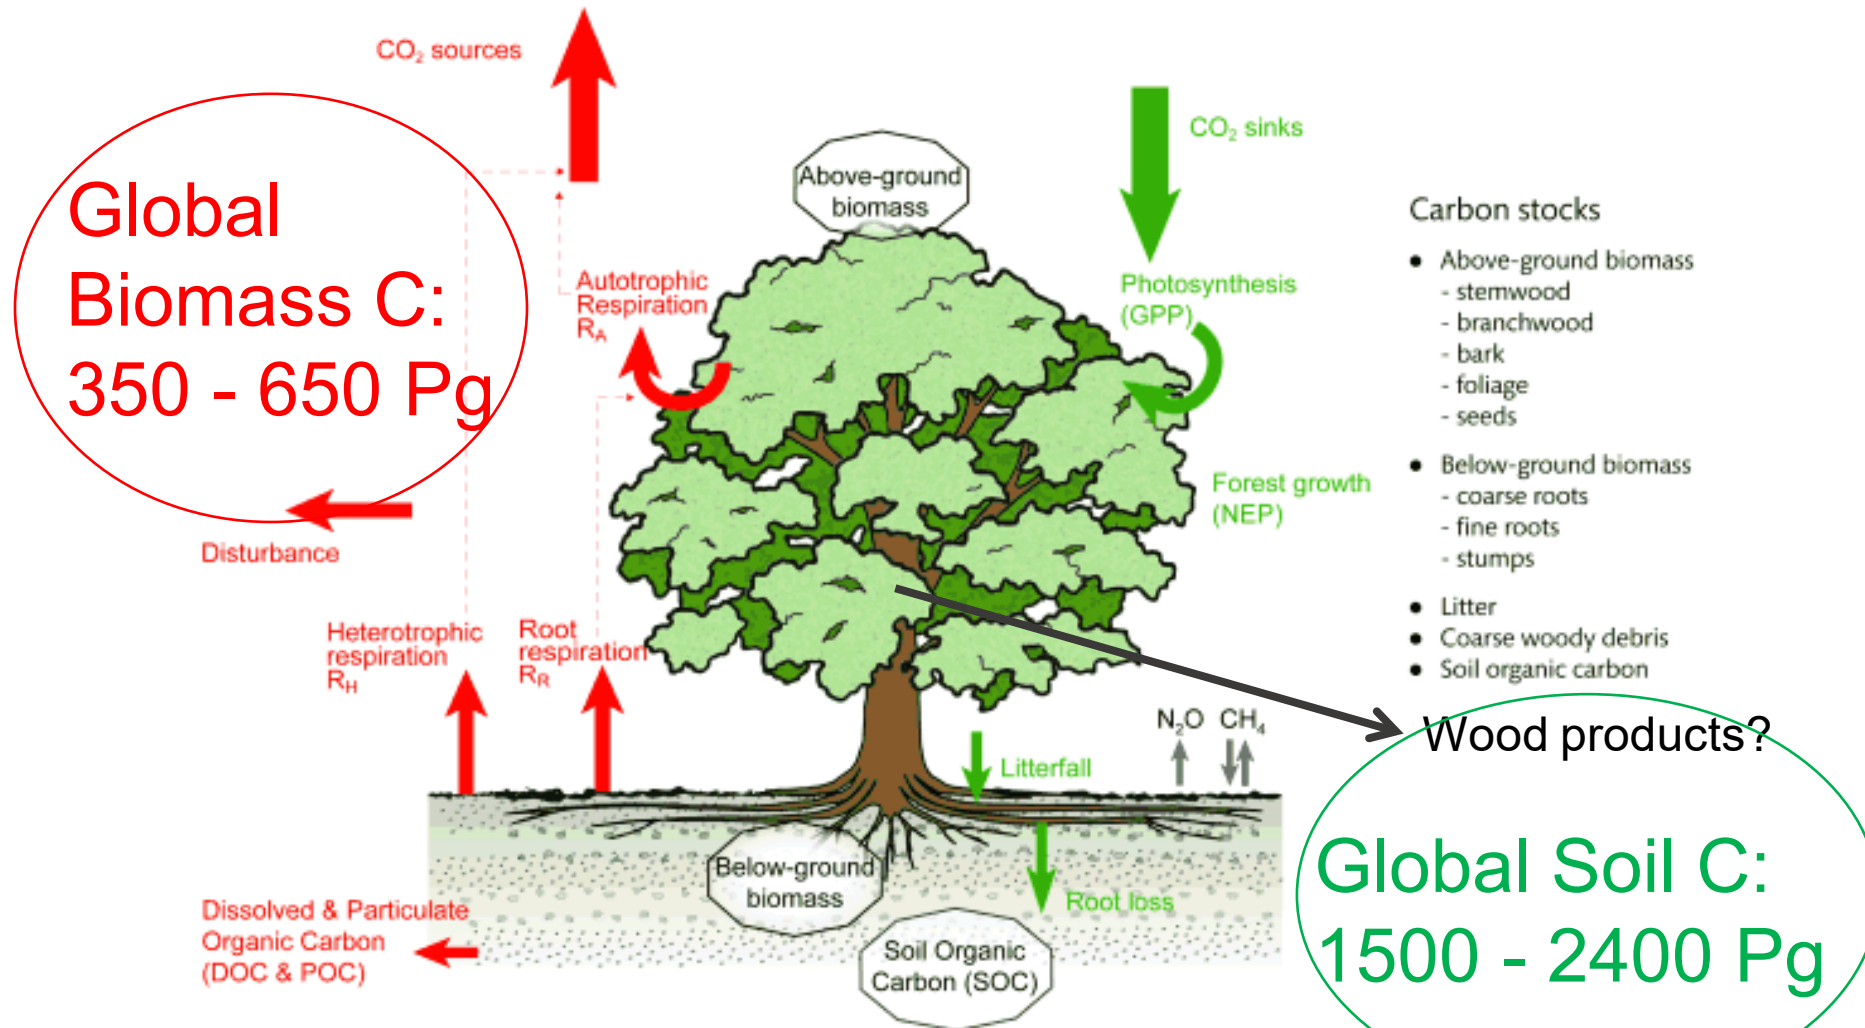 CO₂ sources
Global
Biomass C:
350 - 650 Pg
Above-ground
biomass
CO₂ sinks
Autotrophic
Respiration
R_A
Photosynthesis
(GPP)
Forest growth
(NEP)
Disturbance
Heterotrophic
respiration
R_H
Root
respiration
R_R
Litterfall
N₂O CH₄
Below-ground
biomass
Root loss
Dissolved & Particulate
Organic Carbon
(DOC & POC)
Soil Organic
Carbon (SOC)
Carbon stocks
● Above-ground biomass
- stemwood
- branchwood
- bark
- foliage
- seeds
● Below-ground biomass
- coarse roots
- fine roots
- stumps
● Litter
● Coarse woody debris
● Soil organic carbon
Wood products?
Global Soil C:
1500 - 2400 Pg